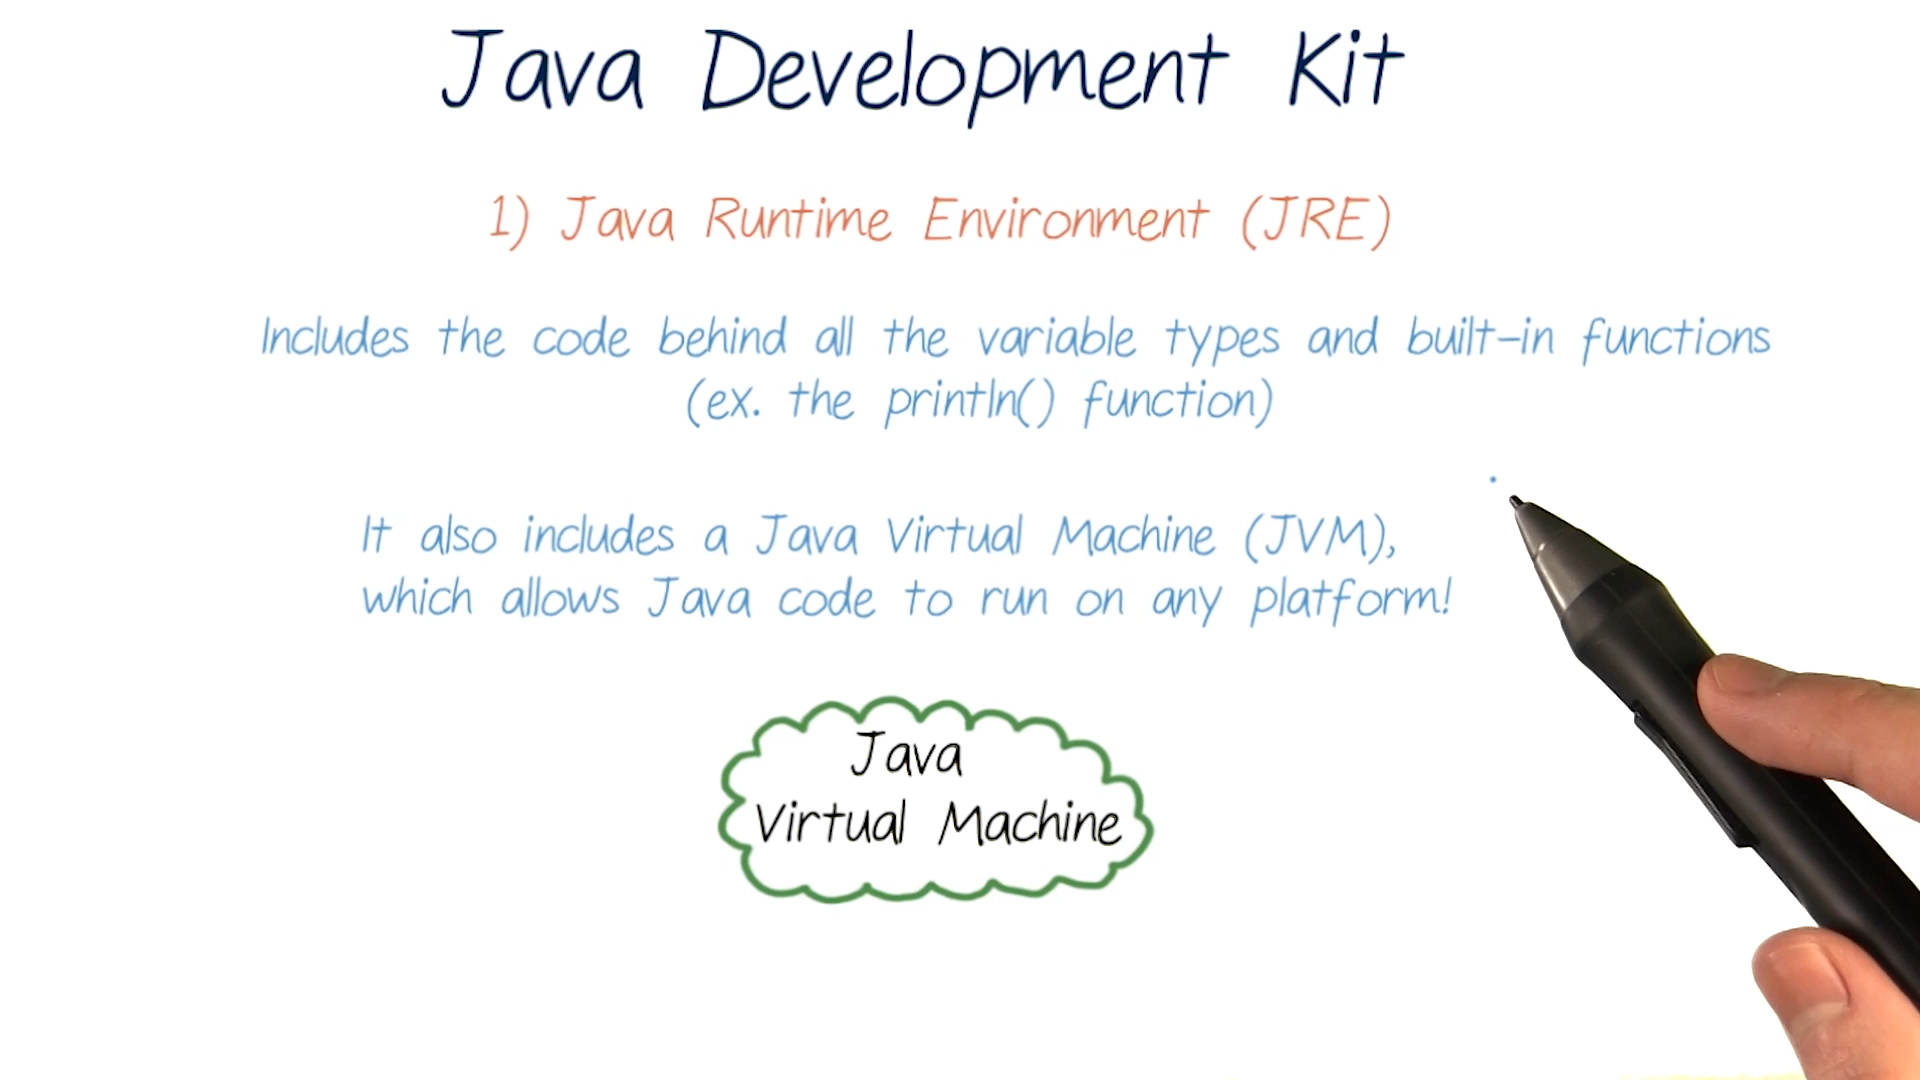 Java Development Kit
1) Java Runtime Environment (JRE)
Includes the code behind all the variable types and built-in functions
(ex. the println() function)
It also includes a Java Virtual Machine (JVM),
which allows Java code to run on any platform!
Java
Virtual Machine